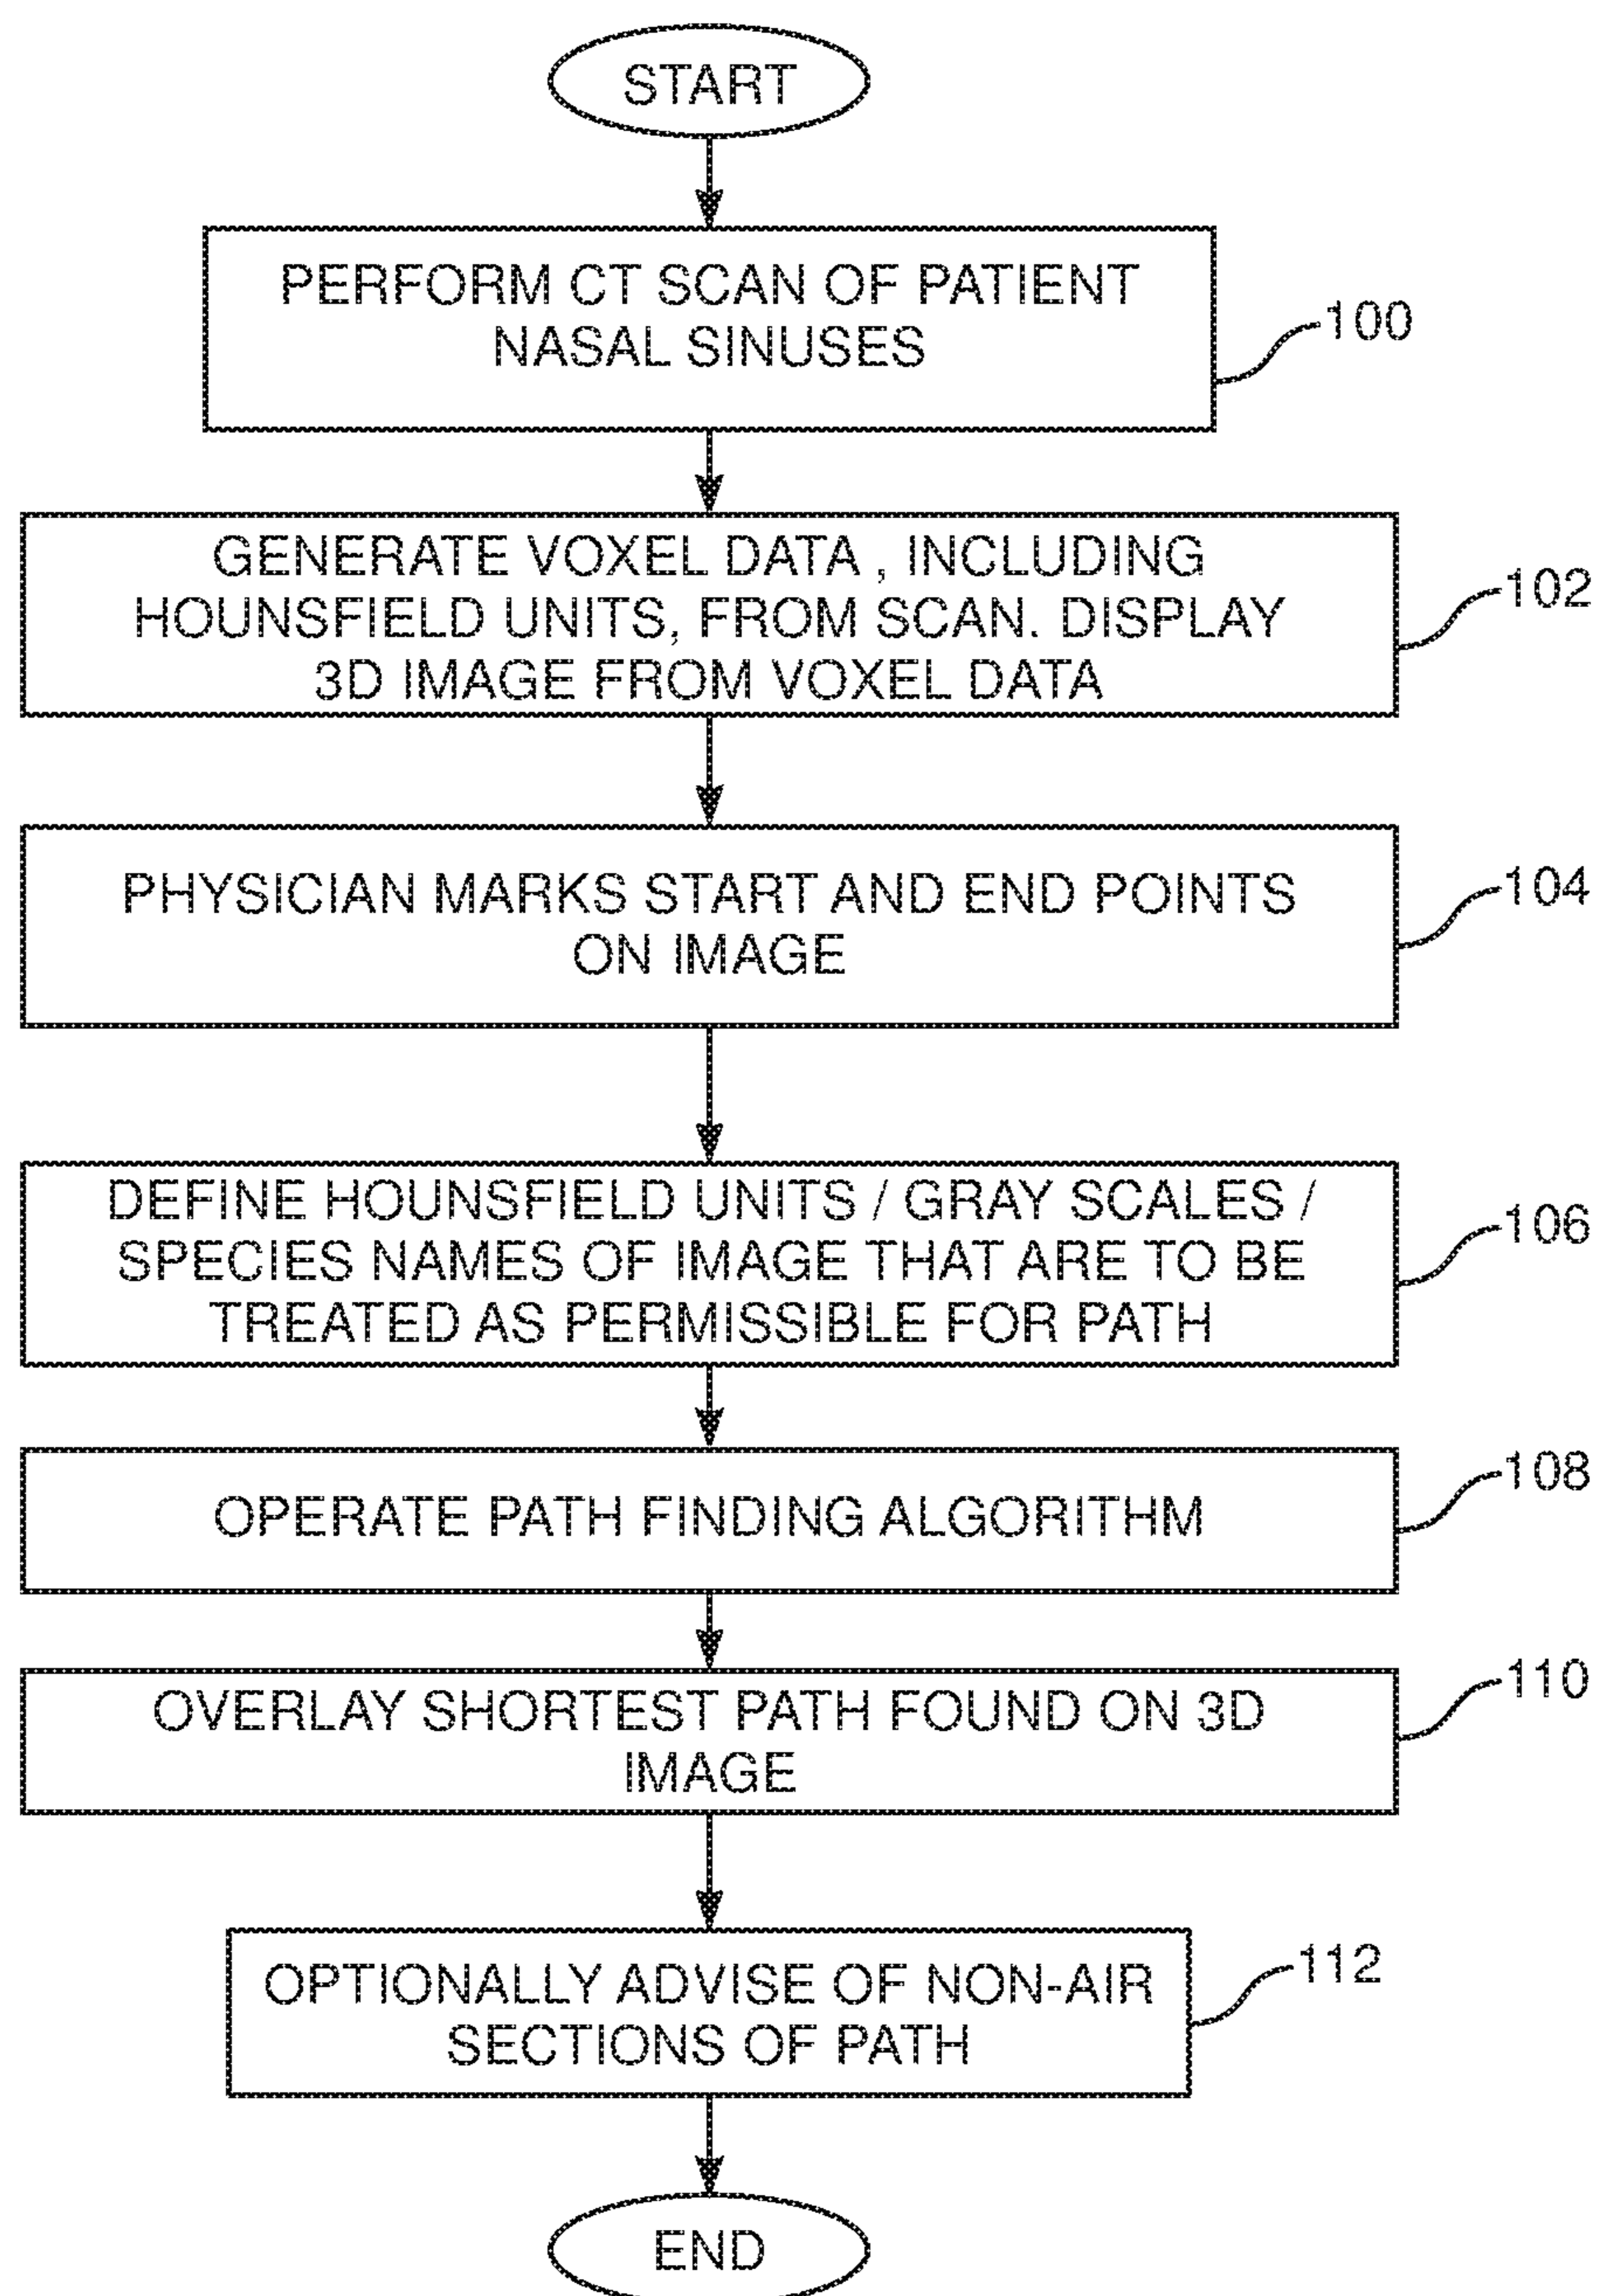 START
PERFORM CT SCAN OF PATIENT
NASAL SINUSES
100
GENERATE VOXEL DATA , INCLUDING
HOUNSFIELD UNITS, FROM SCAN. DISPLAY
3D IMAGE FROM VOXEL DATA
102
PHYSICIAN MARKS START AND END POINTS
ON IMAGE
104
DEFINE HOUNSFIELD UNITS / GRAY SCALES /
SPECIES NAMES OF IMAGE THAT ARE TO BE
TREATED AS PERMISSIBLE FOR PATH
106
OPERATE PATH FINDING ALGORITHM
108
OVERLAY SHORTEST PATH FOUND ON 3D
IMAGE
110
OPTIONALLY ADVISE OF NON-AIR
SECTIONS OF PATH
112
END